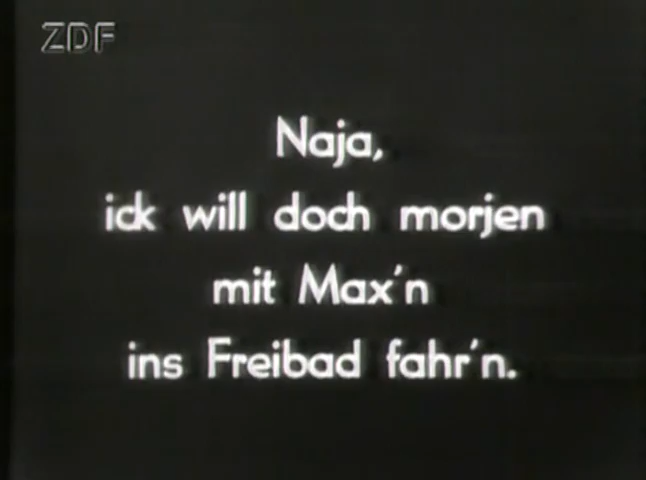 ZDF
Naja,
ick will doch morjen
mit Max'n
ins Freibad fahr'n.